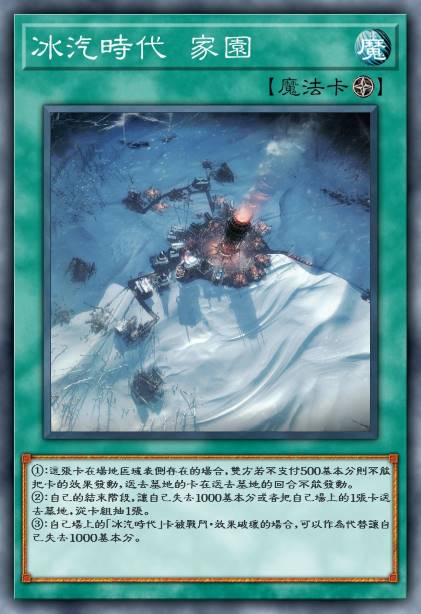 冰汽時代 家園
魔
【魔法卡】
①:這張卡在場地區域表側存在的場合,雙方若不支付500基本分則不能
把卡的效果發動,送去墓地的卡在送去墓地的回合不能發動。
②:自己的結束階段,讓自己失去1000基本分或者把自己場上的1張卡送
去墓地,從卡組抽1張。
③:自己場上的「冰汽時代」卡被戰鬥·效果破壞的場合,可以作為代替讓自
己失去1000基本分。